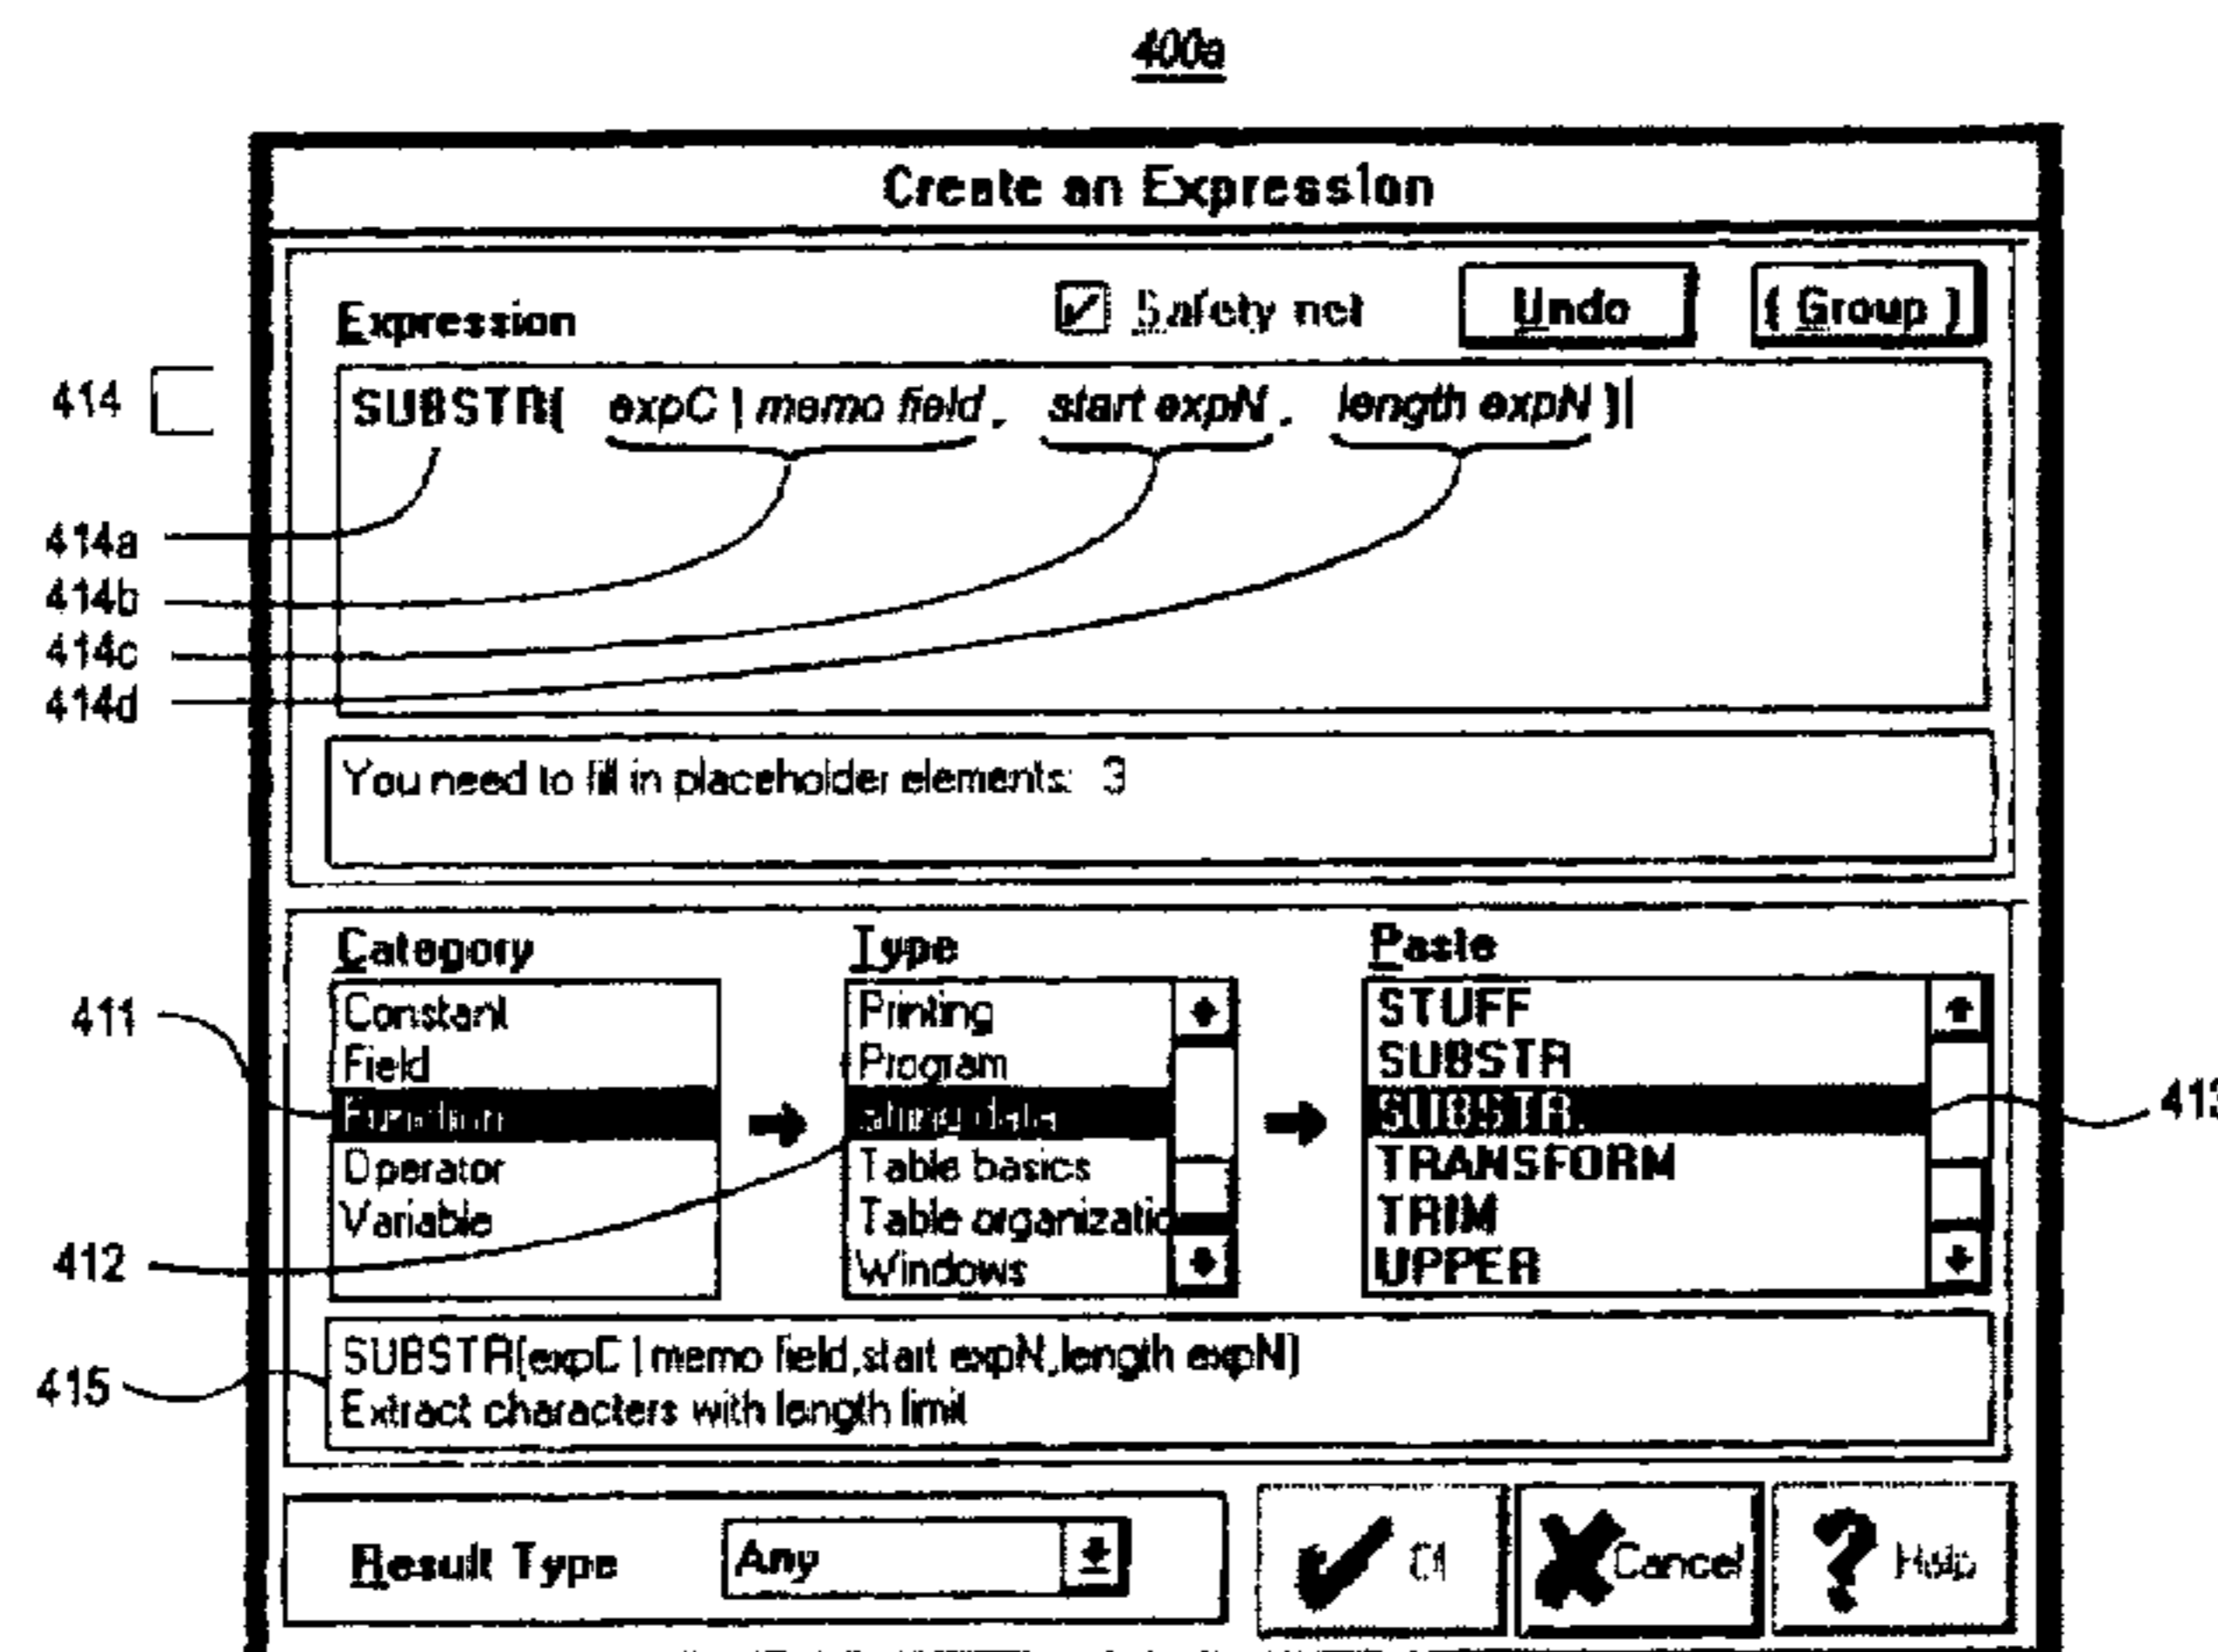 400a
Create an Expression
Expression Safety net Undo ( Group )
414 SUBSTR( expC | memo field, start expN, length expN )
414a
414b
414c
414d
You need to fill in placeholder elements: 3
Category Type Paste
Constant Printing STUFF
411 Field Program SUBSTR
Function data SUBSTR 413
Operator Table basics TRANSFORM
Variable Table organizatio TRIM
412 Windows UPPER
SUBSTR(expC | memo field,start expN,length expN)
415 Extract characters with length limit
Result Type Any Cancel Help